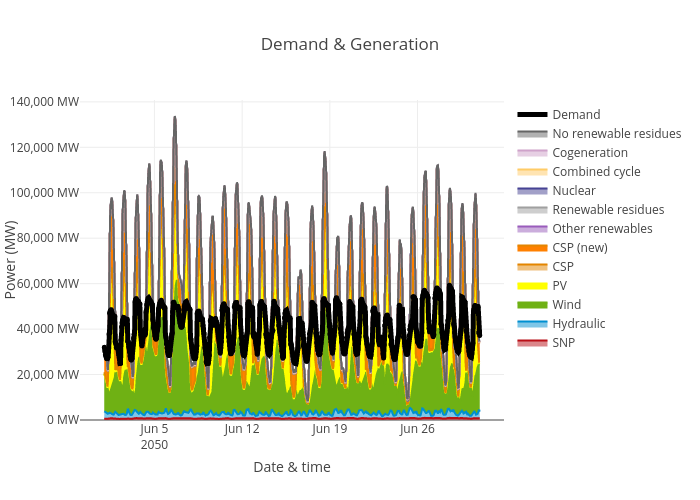 Demand & Generation
140,000 MW
120,000 MW
100,000 MW
80,000 MW
60,000 MW
40,000 MW
20,000 MW
0 MW
Power (MW)
Jun 5
2050
Jun 12
Jun 19
Jun 26
Date & time
Demand
No renewable residues
Cogeneration
Combined cycle
Nuclear
Renewable residues
Other renewables
CSP (new)
CSP
PV
Wind
Hydraulic
SNP